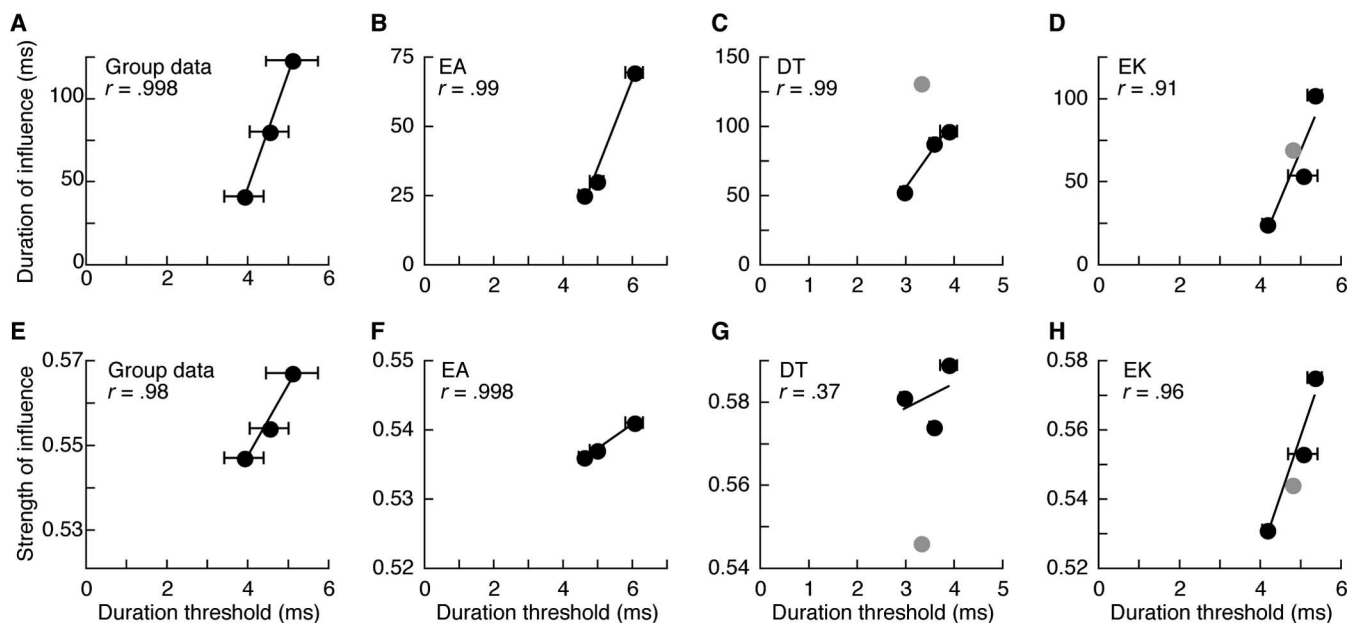 A
Duration of influence (ms)
Group data
r = .998
100
50
0
0 2 4 6
B
EA
r = .99
75
50
25
0
0 2 4 6
C
DT
r = .99
150
100
50
0
0 1 2 3 4 5
D
EK
r = .91
100
50
0
0 1 2 3 4 5 6
E
Strength of influence
Group data
r = .98
0.57
0.55
0.53
0 2 4 6
Duration threshold (ms)
F
EA
r = .998
0.55
0.54
0.53
0.52
0 2 4 6
Duration threshold (ms)
G
DT
r = .37
0.58
0.56
0.54
0 1 2 3 4 5
Duration threshold (ms)
H
EK
r = .96
0.58
0.56
0.54
0.52
0 1 2 3 4 5 6
Duration threshold (ms)